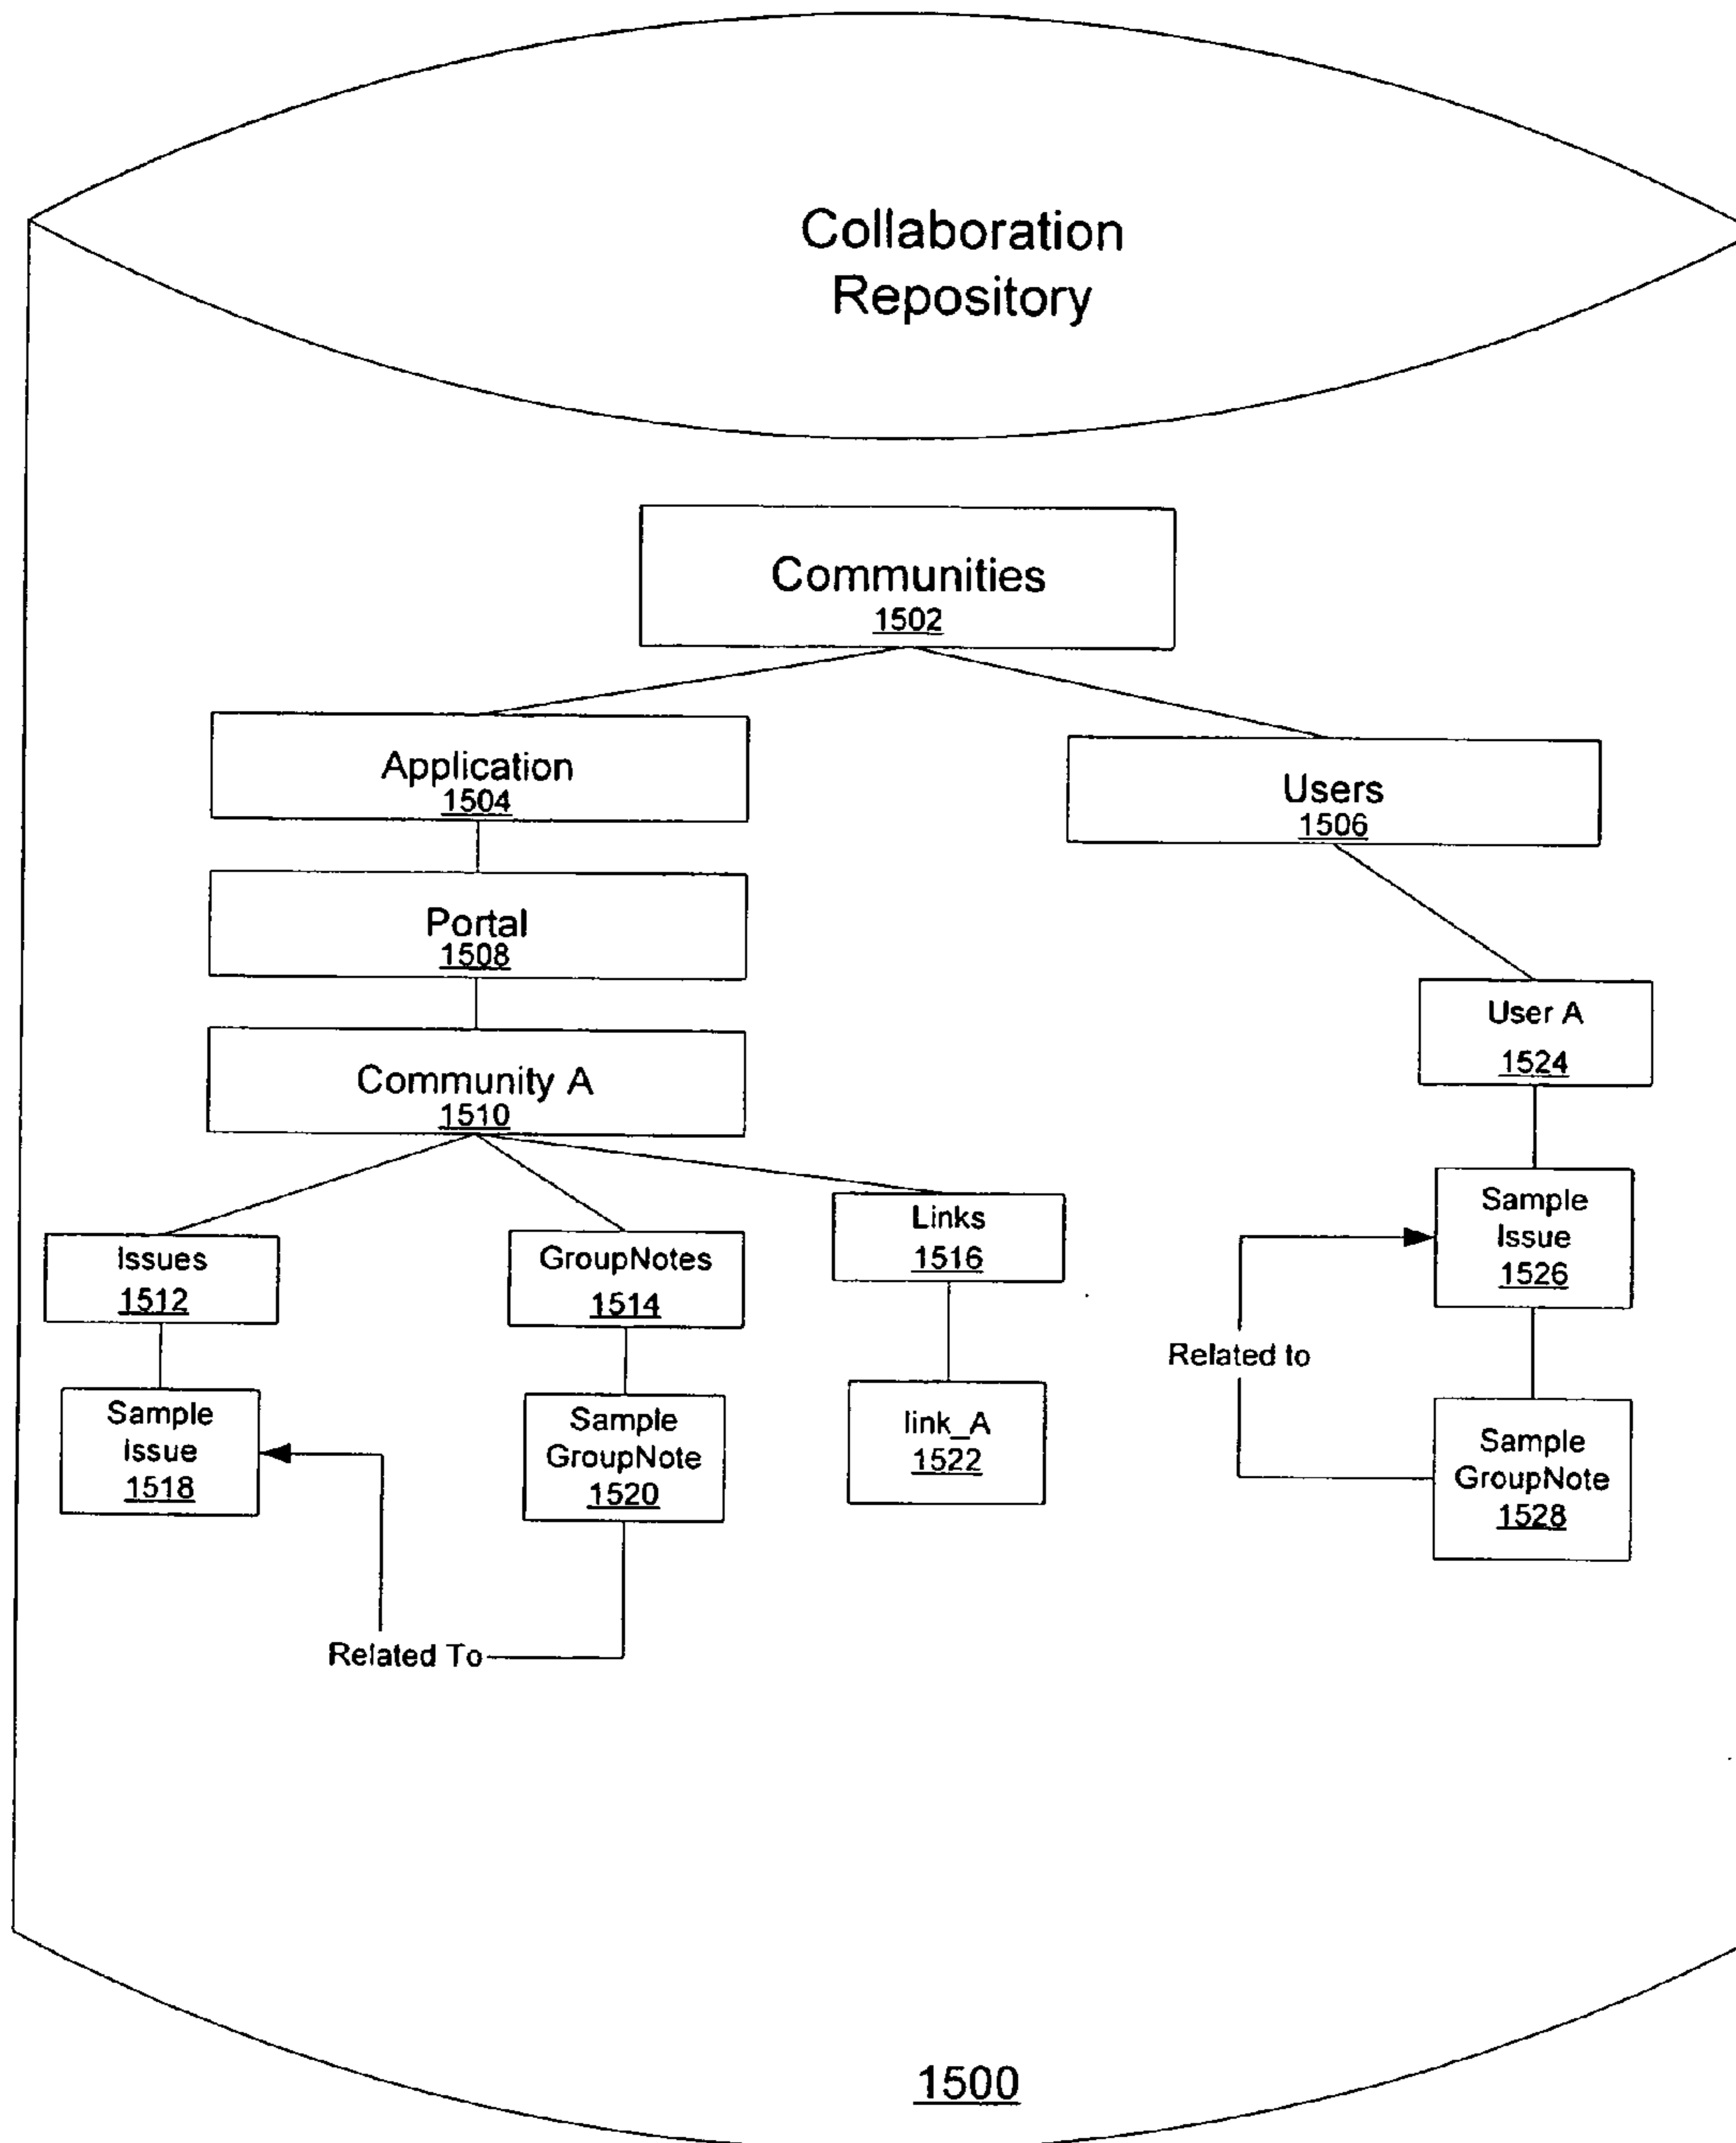 Collaboration
Repository
Communities
1502
Application
1504
Users
1506
Portal
1508
Community A
1510
User A
1524
Issues
1512
GroupNotes
1514
Links
1516
Sample
Issue
1526
Related to
Sample
issue
1518
Sample
GroupNote
1520
link_A
1522
Sample
GroupNote
1528
Related To
1500